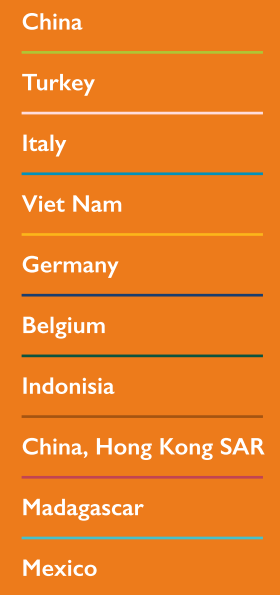 China
Turkey
Italy
Viet Nam
Germany
Belgium
Indonisia
China, Hong Kong SAR
Madagascar
Mexico